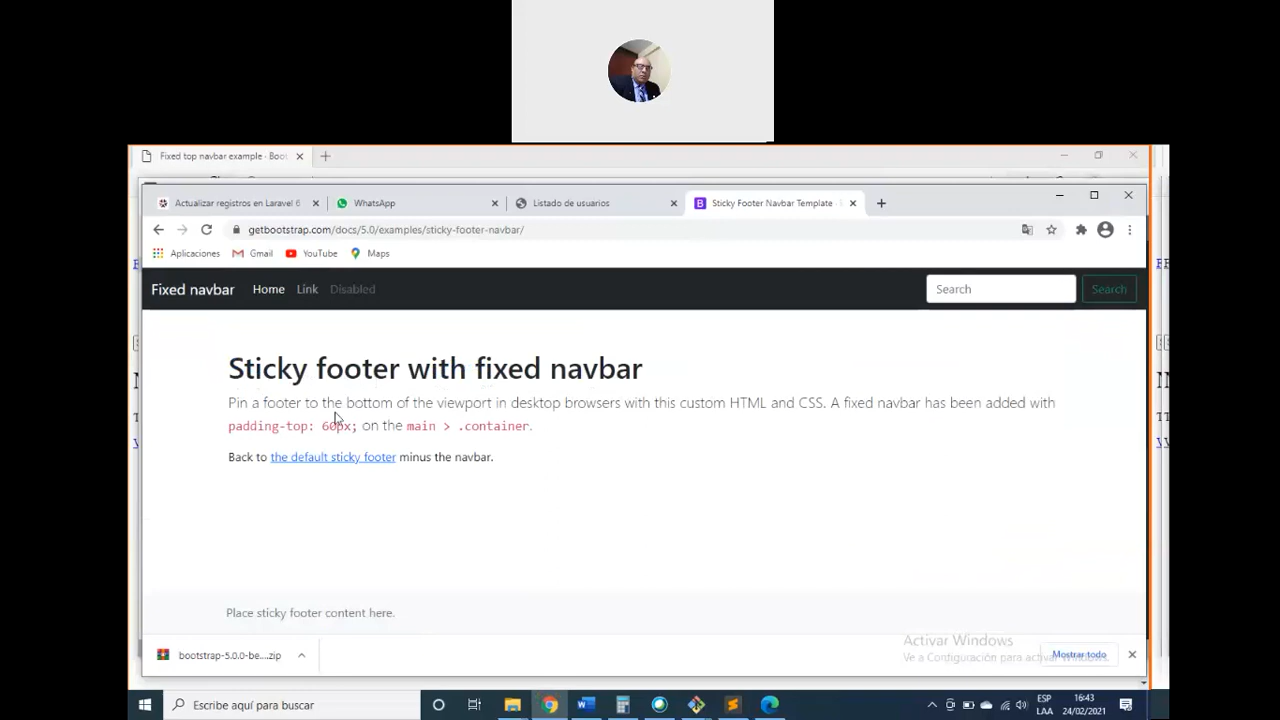 Fixed top navbar example · Boot
Actualizar registros en Laravel 6
WhatsApp
Listado de usuarios
Sticky Footer Navbar Template ·
getbootstrap.com/docs/5.0/examples/sticky-footer-navbar/
Aplicaciones Gmail YouTube Maps
Fixed navbar Home Link Disabled Search Search
Sticky footer with fixed navbar
Pin a footer to the bottom of the viewport in desktop browsers with this custom HTML and CSS. A fixed navbar has been added with
padding-top: 60px; on the main > .container.
Back to the default sticky footer minus the navbar.
Place sticky footer content here.
Activar Windows
Ve a Configuración para activar Windows.
bootstrap-5.0.0-be....zip
Mostrar todo
Escribe aquí para buscar
ESP
LAA
16:43
24/02/2021